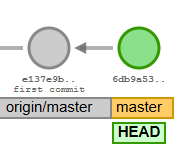 e137e9b.. 6db9a53..
first commit
origin/master master
HEAD